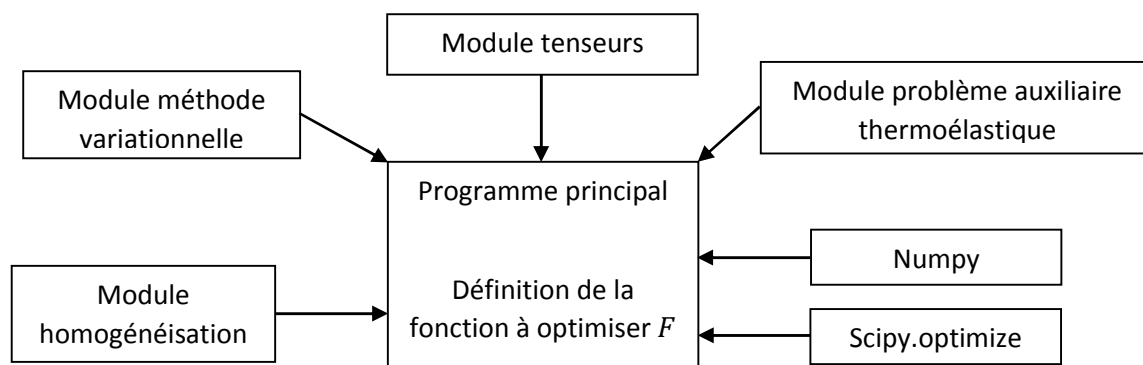 Module tenseurs
Module méthode
variationnelle
Module problème auxiliaire
thermoélastique
Programme principal
Numpy
Module
homogénéisation
Définition de la
fonction à optimiser F
Scipy.optimize